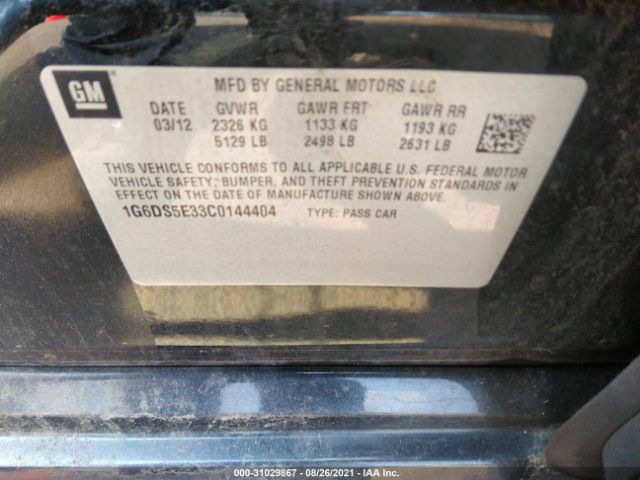 GM
MFD BY GENERAL MOTORS LLC
DATE GVWR GAWR FRT GAWR RR
03/12 2326 KG 1133 KG 1193 KG
5129 LB 2498 LB 2631 LB
THIS VEHICLE CONFORMS TO ALL APPLICABLE U.S. FEDERAL MOTOR
VEHICLE SAFETY, BUMPER, AND THEFT PREVENTION STANDARDS IN
EFFECT ON THE DATE OF MANUFACTURE SHOWN ABOVE.
1G6DS5E33C0144404 TYPE: PASS CAR
000-31029867 - 08/26/2021 - IAA Inc.